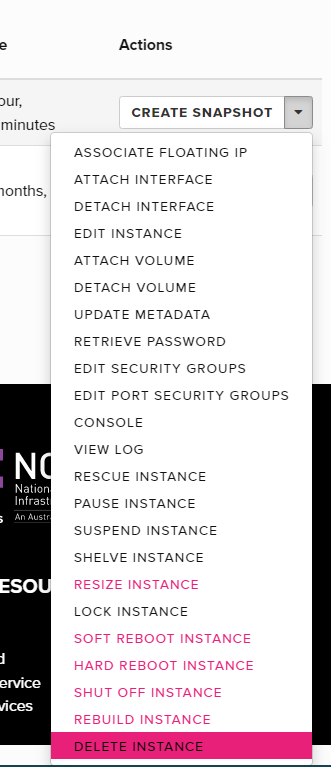 e
Actions
our,
minutes
CREATE SNAPSHOT
months,
ASSOCIATE FLOATING IP
ATTACH INTERFACE
DETACH INTERFACE
EDIT INSTANCE
ATTACH VOLUME
DETACH VOLUME
UPDATE METADATA
RETRIEVE PASSWORD
EDIT SECURITY GROUPS
EDIT PORT SECURITY GROUPS
CONSOLE
VIEW LOG
RESCUE INSTANCE
PAUSE INSTANCE
SUSPEND INSTANCE
SHELVE INSTANCE
RESIZE INSTANCE
LOCK INSTANCE
SOFT REBOOT INSTANCE
HARD REBOOT INSTANCE
SHUT OFF INSTANCE
REBUILD INSTANCE
DELETE INSTANCE
NC
Nation
Infrast
An Austra
s
ESOU
d
ervice
vices